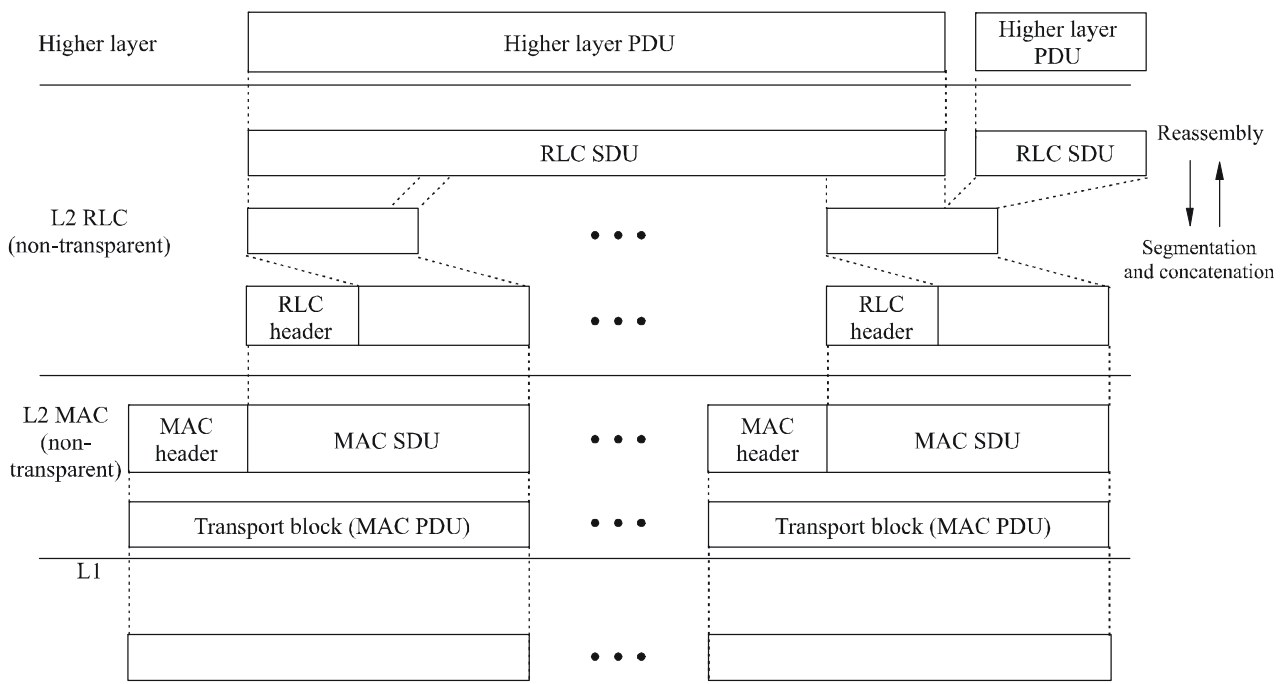 Higher layer
Higher layer PDU
Higher layer
PDU
RLC SDU
RLC SDU
Reassembly
L2 RLC
(non-transparent)
Segmentation
and concatenation
RLC
header
RLC
header
L2 MAC
(non-
transparent)
MAC
header
MAC SDU
MAC
header
MAC SDU
Transport block (MAC PDU)
Transport block (MAC PDU)
L1